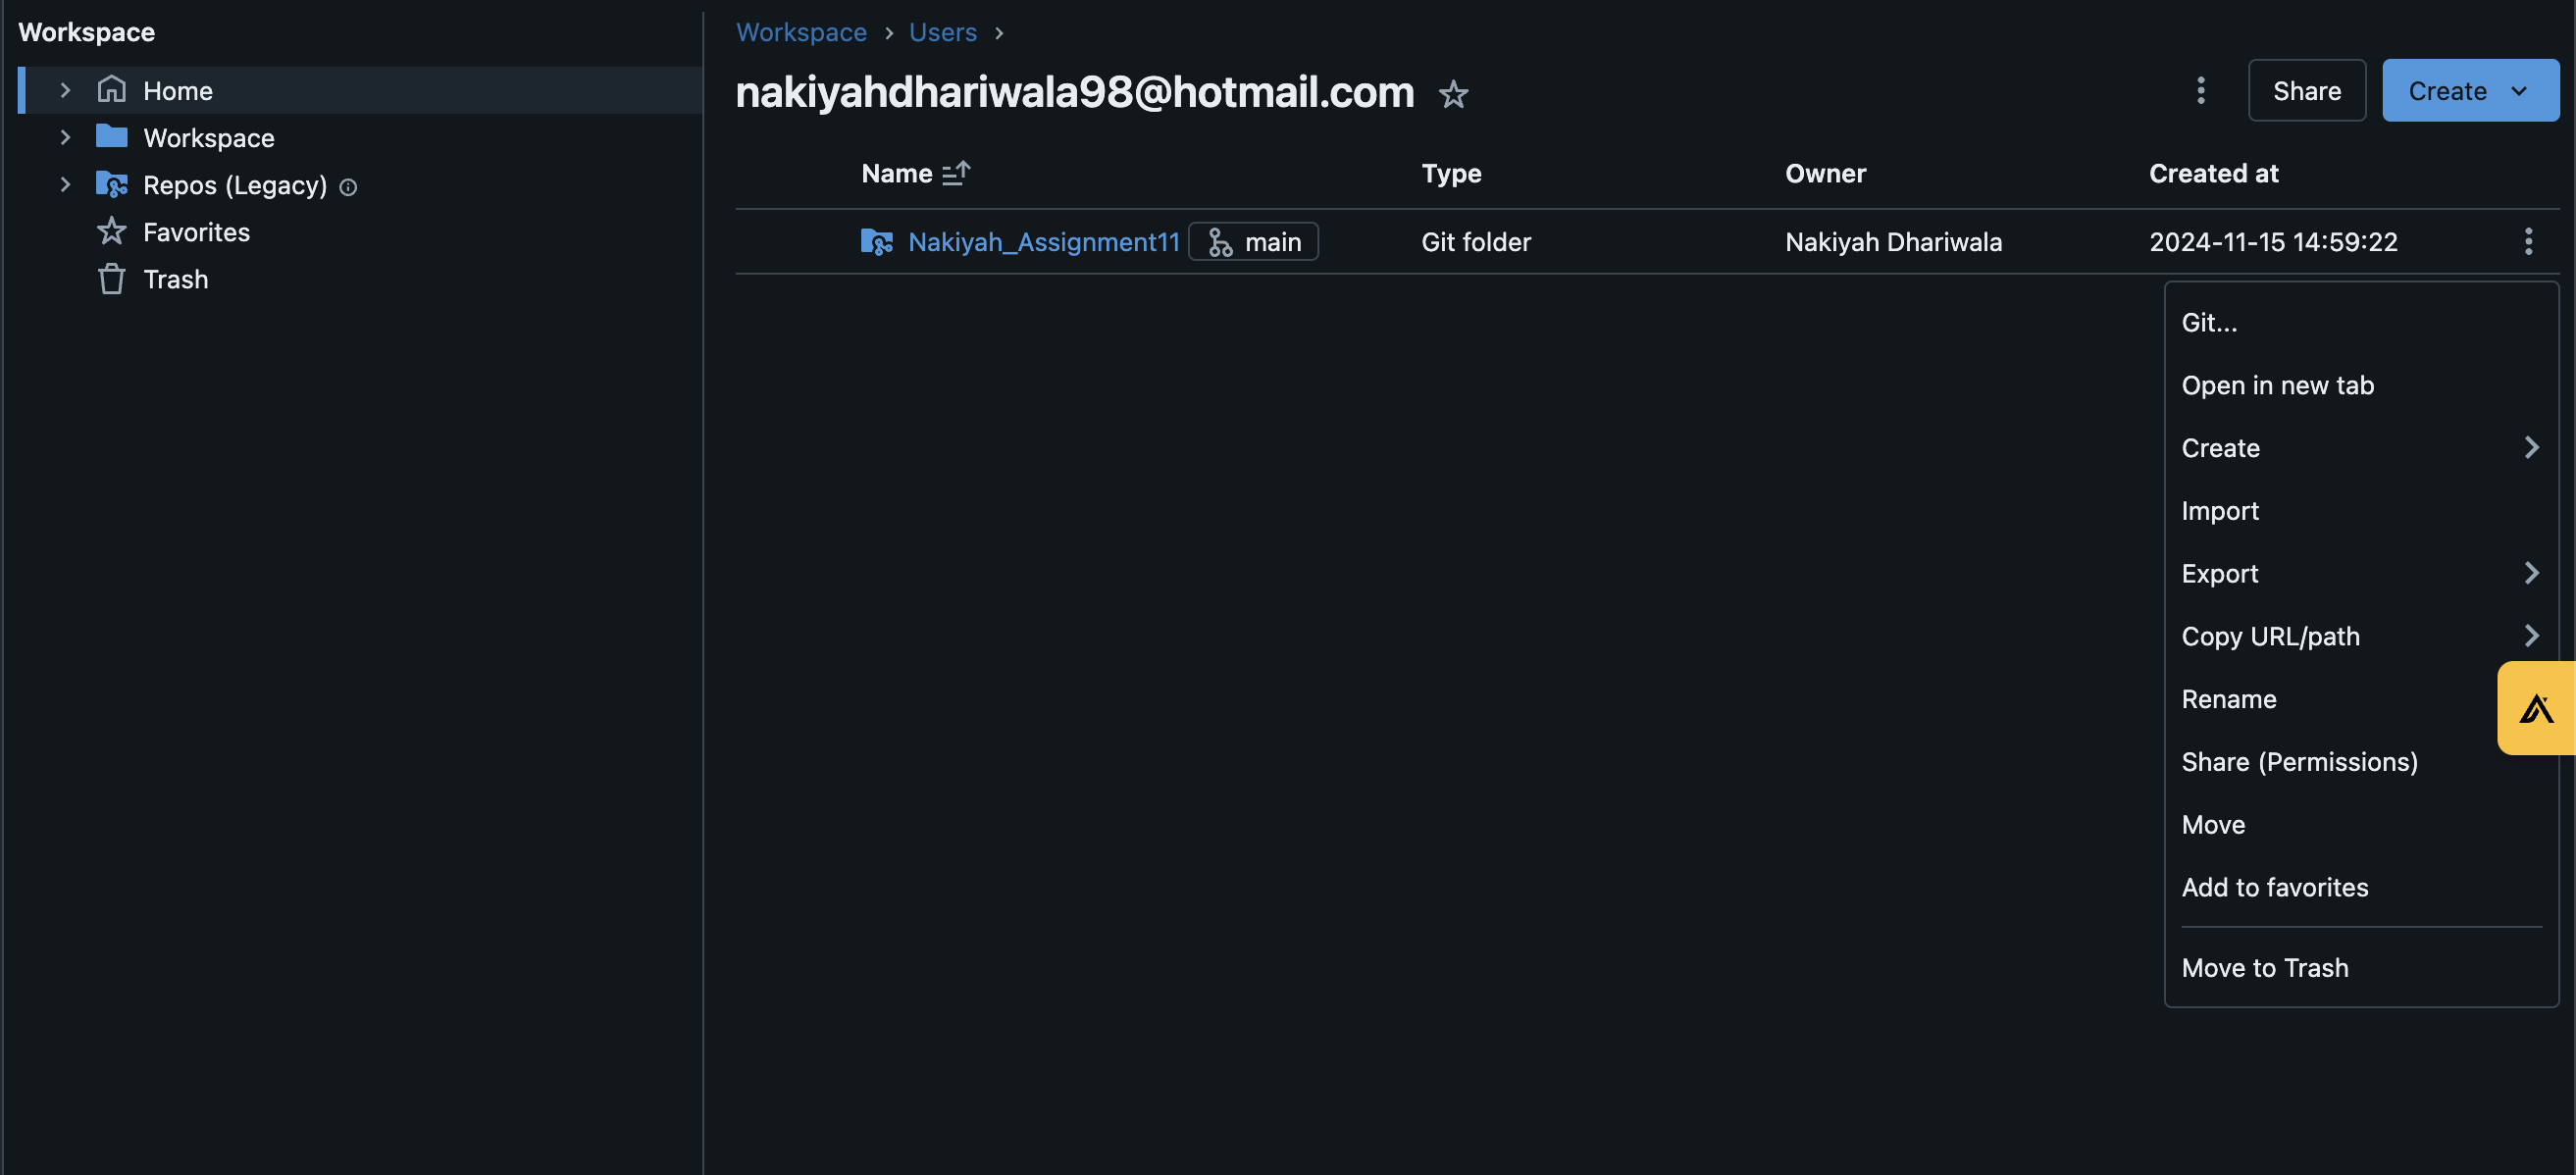 Workspace
Home
Workspace
Repos (Legacy)
Favorites
Trash
Workspace > Users >
nakiyahdhariwala98@hotmail.com
Share
Create
Name Type Owner Created at
Nakiyah_Assignment11 main Git folder Nakiyah Dhariwala 2024-11-15 14:59:22
Git...
Open in new tab
Create
Import
Export
Copy URL/path
Rename
Share (Permissions)
Move
Add to favorites
Move to Trash